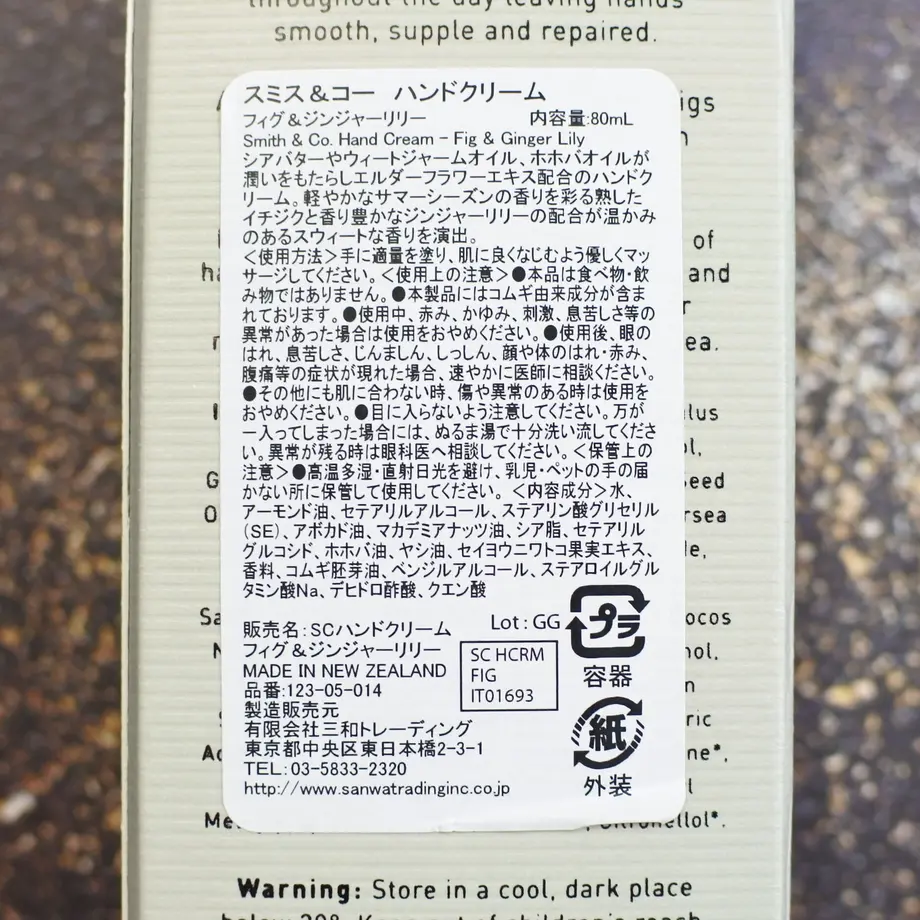 throughout the day leaving hands
smooth, supple and repaired.
スミス&コー ハンドクリーム
フィグ&ジンジャーリリー 内容量:80mL
Smith & Co. Hand Cream – Fig & Ginger Lily
シアバターやウィートジャームオイル、ホホバオイルが
潤いをもたらしエルダーフラワーエキス配合のハンドク
リーム。軽やかなサマーシーズンの香りを彩る熟した
イチジクと香り豊かなジンジャーリリーの配合が温かみ
のあるスウィートな香りを演出。
<使用方法>手に適量を塗り、肌に良くなじむよう優しくマッ
サージしてください。<使用上の注意>●本品は食べ物・飲
み物ではありません。●本製品にはコムギ由来成分が含ま
れております。●使用中、赤み、かゆみ、刺激、息苦しさ等の
異常があった場合は使用をおやめください。●使用後、眼の
はれ、息苦しさ、じんましん、しっしん、顔や体のはれ・赤み、
腹痛等の症状が現れた場合、速やかに医師に相談ください。
●その他にも肌に合わない時、傷や異常のある時は使用を
おやめください。●目に入らないよう注意してください。万が
一入ってしまった場合には、ぬるま湯で十分洗い流してくださ
い。異常が残る時は眼科医へ相談してください。<保管上の
注意>●高温多湿・直射日光を避け、乳児・ペットの手の届
かない所に保管して使用してください。<内容成分>水、
アーモンド油、セテアリルアルコール、ステアリン酸グリセリル
(SE)、アボカド油、マカデミアナッツ油、シア脂、セテアリル
グルコシド、ホホバ油、ヤシ油、セイヨウニワトコ果実エキス、
香料、コムギ胚芽油、ベンジルアルコール、ステアロイルグル
タミン酸Na、デヒドロ酢酸、クエン酸
販売名:SCハンドクリーム
フィグ&ジンジャーリリー
MADE IN NEW ZEALAND
品番:123-05-014
製造販売元
有限会社三和トレーディング
東京都中央区東日本橋2-3-1
TEL:03-5833-2320
http://www.sanwatradinginc.co.jp
Lot : GG
SC HCRM
FIG
IT01693
プラ
容器
紙
外装
of
and
Warning: Store in a cool, dark place